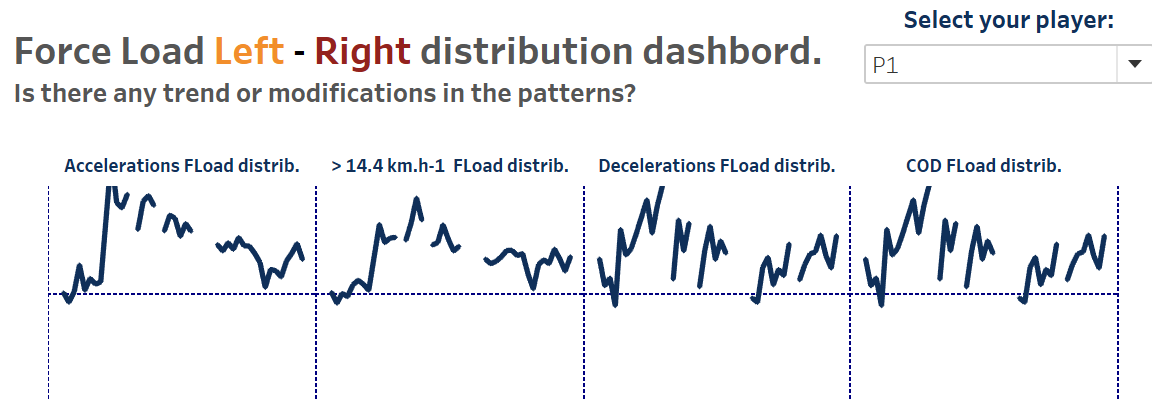 Select your player:
Force Load Left - Right distribution dashbord.
P1
Is there any trend or modifications in the patterns?
Accelerations FLoad distrib.
> 14.4 km.h-1 FLoad distrib.
Decelerations FLoad distrib.
COD FLoad distrib.